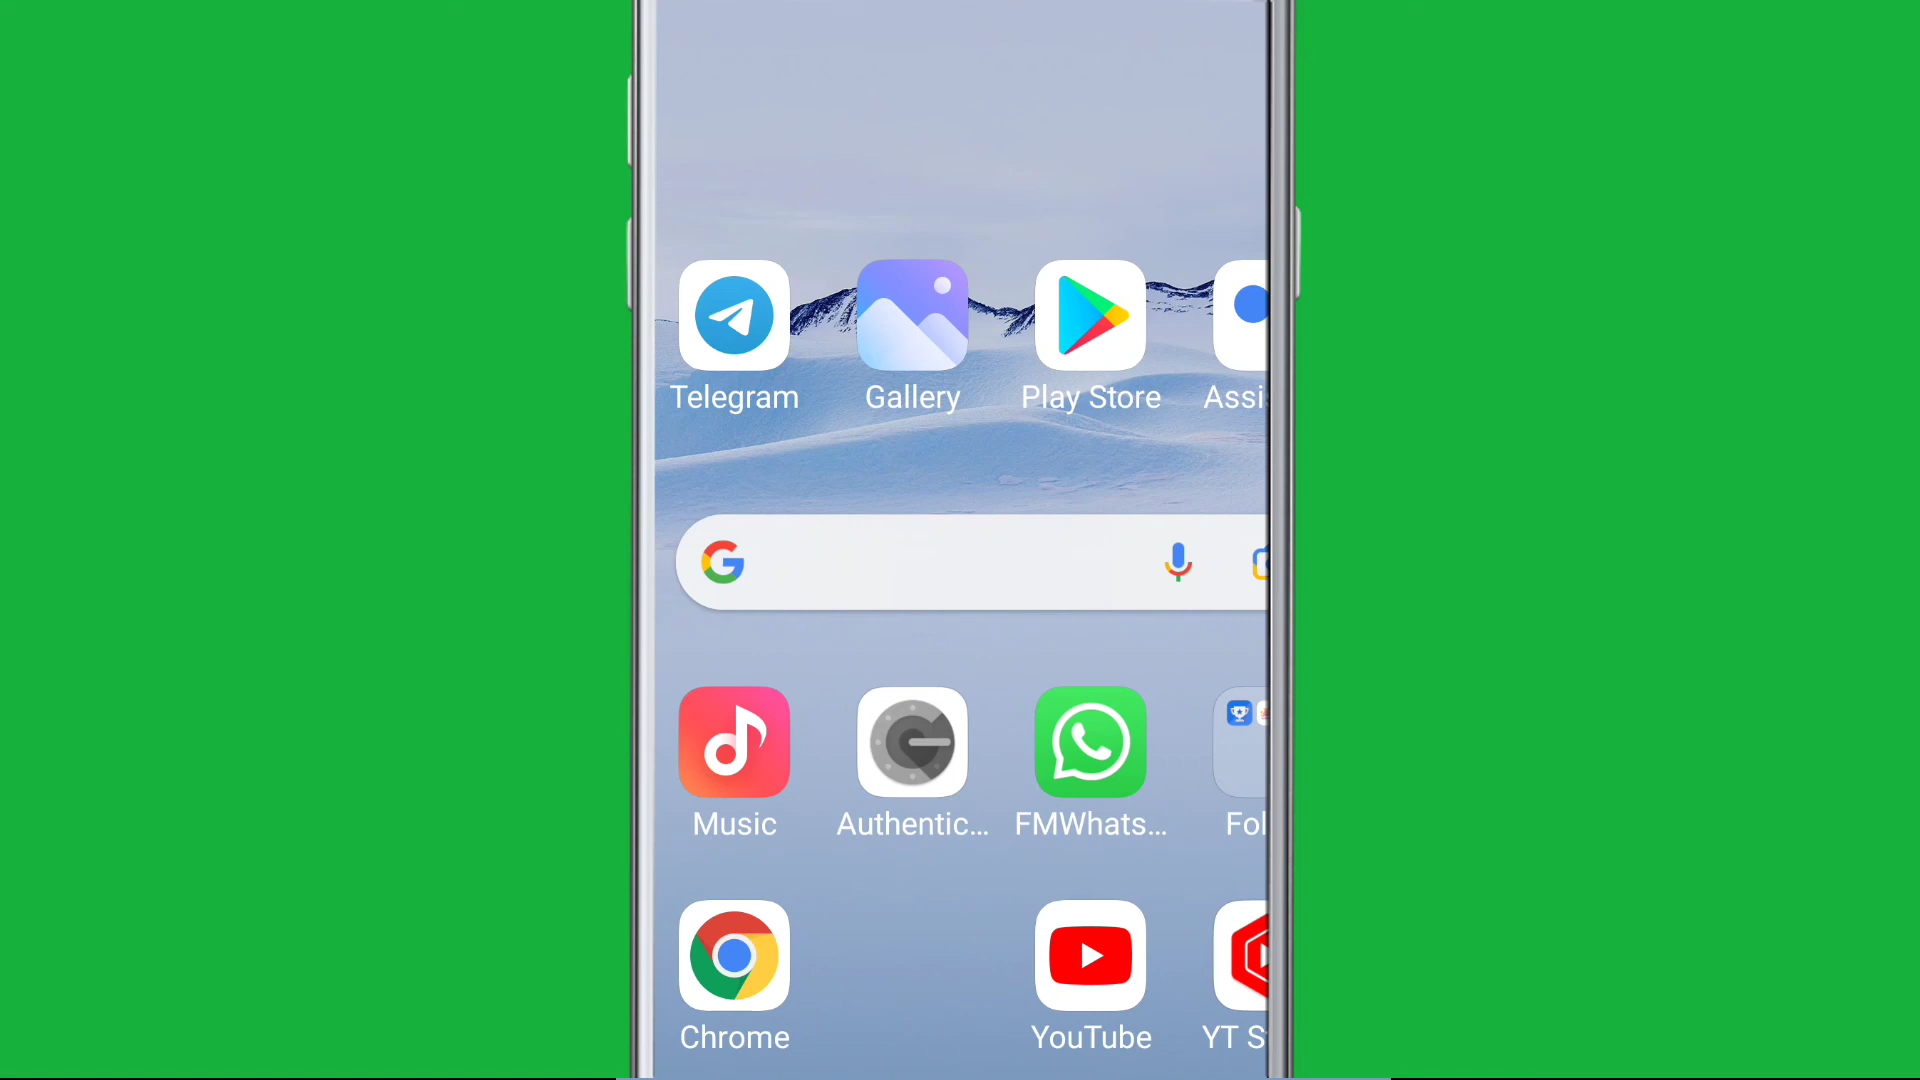 Telegram Gallery Play Store Assi
Music Authentic... FMWhats... Fol
Chrome YouTube YT S